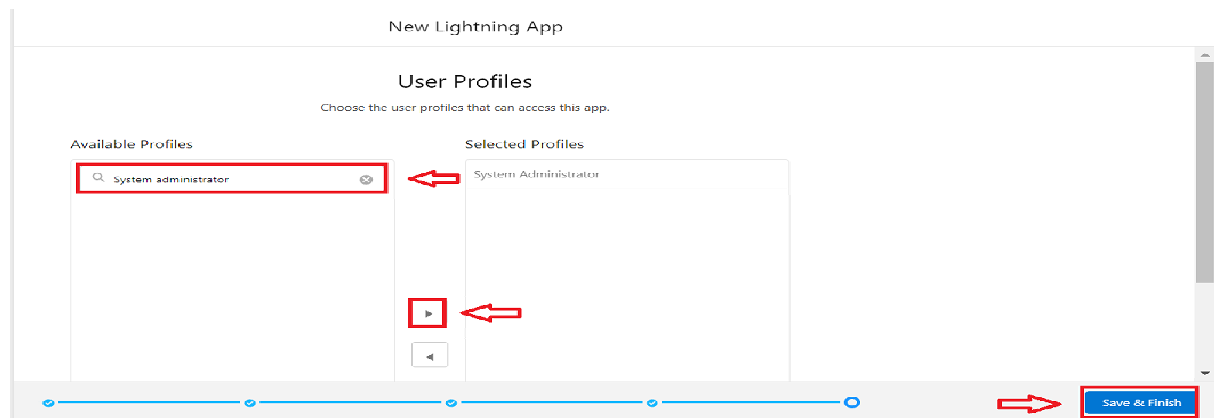 New Lightning App
User Profiles
Choose the user profiles that can access this app.
Available Profiles
Selected Profiles
System administrator
System Administrator
Save & Finish